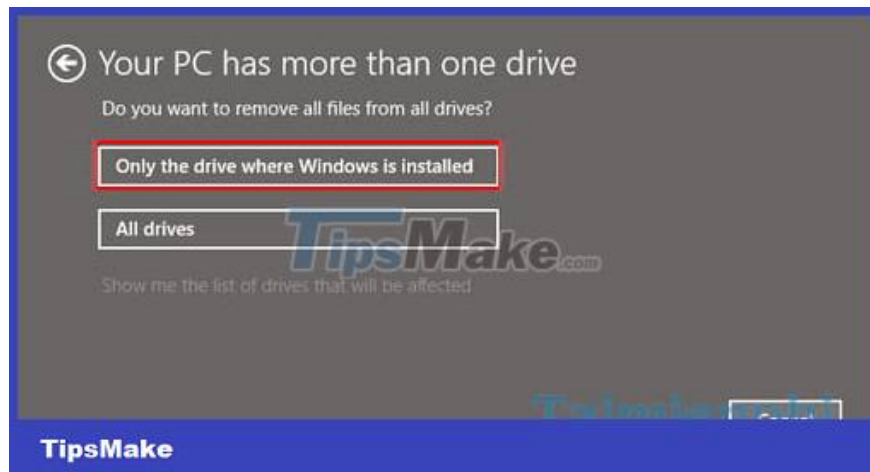 Your PC has more than one drive
Do you want to remove all files from all drives?
Only the drive where Windows is installed
All drives
TipsMake.com
Show me the list of drives that will be affected
Cancel
TipsMake